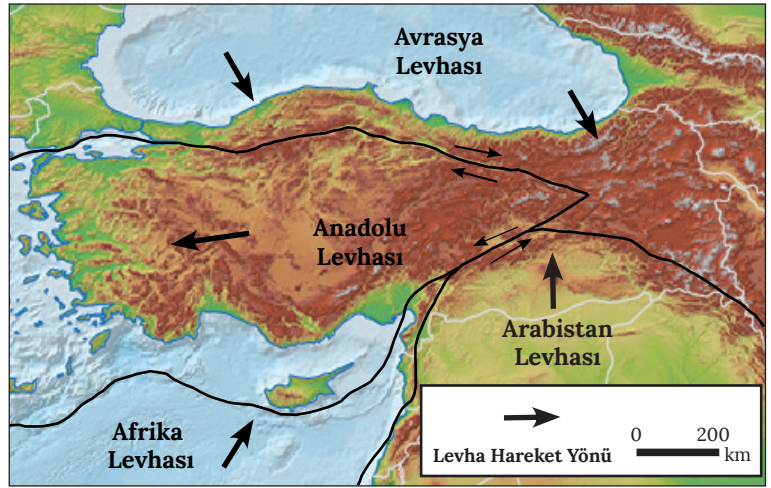 Avrasya
Levhası
Anadolu
Levhası
Arabistan
Levhası
Afrika
Levhası
Levha Hareket Yönü
0 200
km